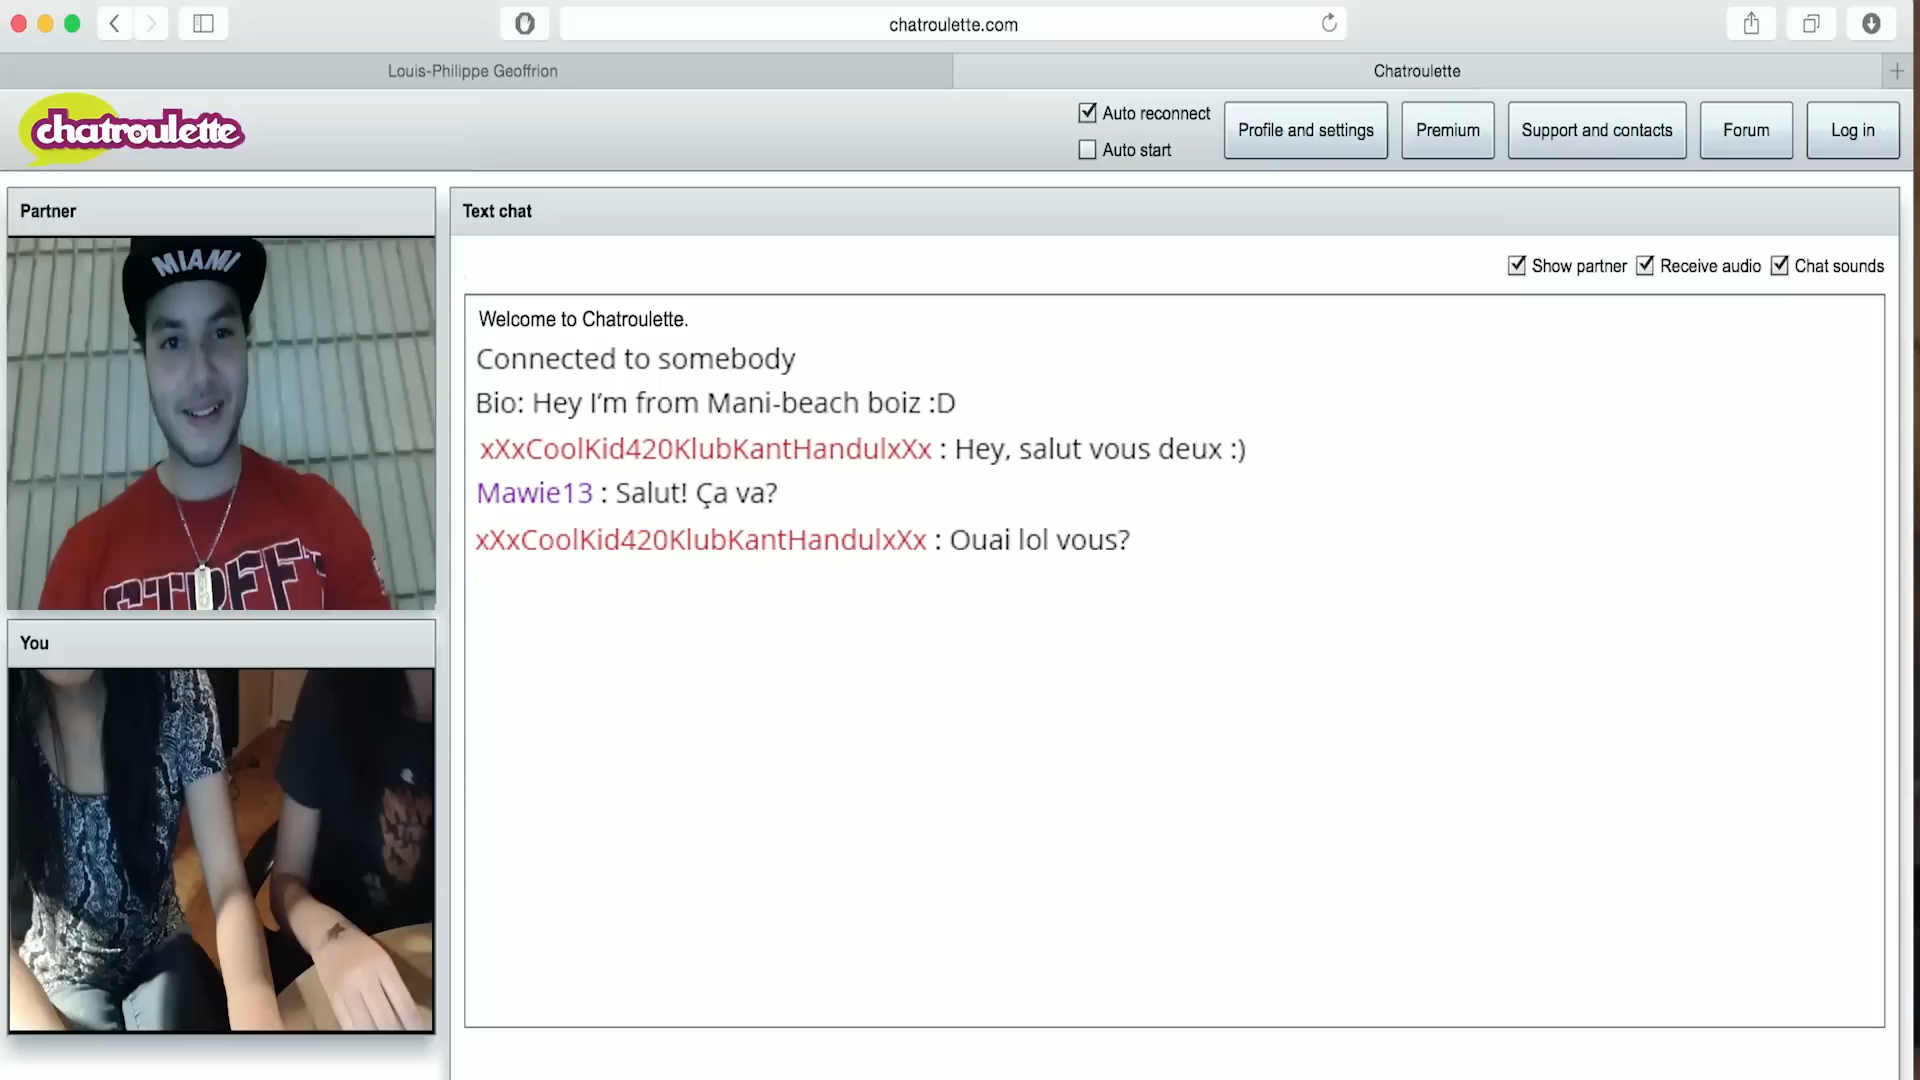 chatroulette.com
Louis-Philippe Geoffrion
Chatroulette
chatroulette
Auto reconnect
Auto start
Profile and settings
Premium
Support and contacts
Forum
Log in
Partner
MIAMI
Text chat
Show partner
Receive audio
Chat sounds
Welcome to Chatroulette.
Connected to somebody
Bio: Hey I’m from Mani-beach boiz :D
xXxCoolKid420KlubKantHandulxXx : Hey, salut vous deux :)
Mawie13 : Salut! Ça va?
xXxCoolKid420KlubKantHandulxXx : Ouai lol vous?
You